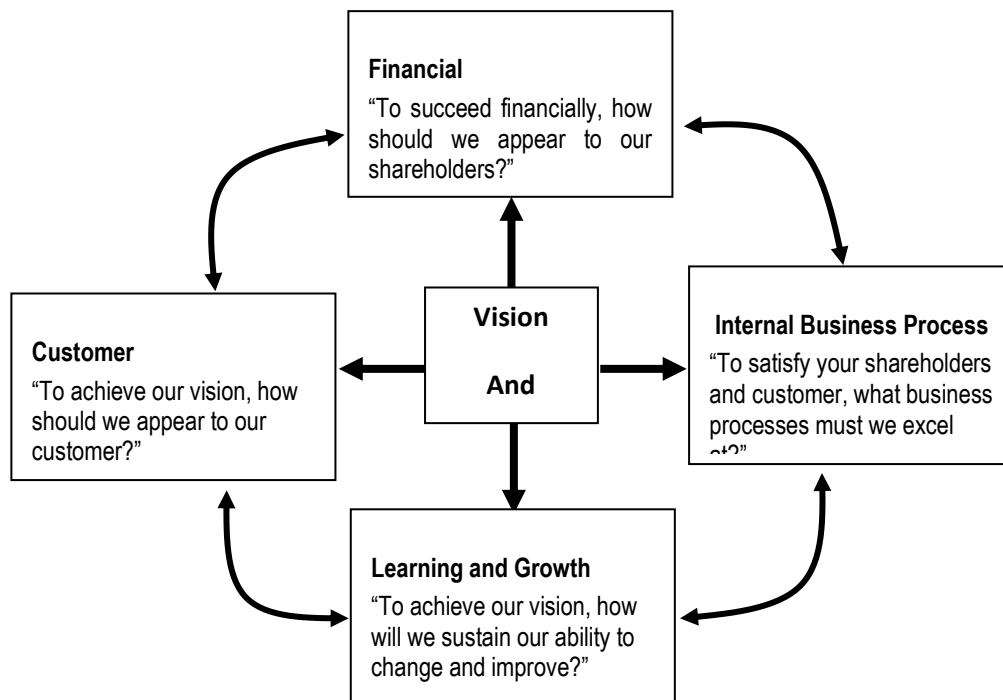 Financial
“To succeed financially, how
should we appear to our
shareholders?”
Customer
“To achieve our vision, how
should we appear to our
customer?”
Vision
And
Internal Business Process
“To satisfy your shareholders
and customer, what business
processes must we excel
at?”
Learning and Growth
“To achieve our vision, how
will we sustain our ability to
change and improve?”